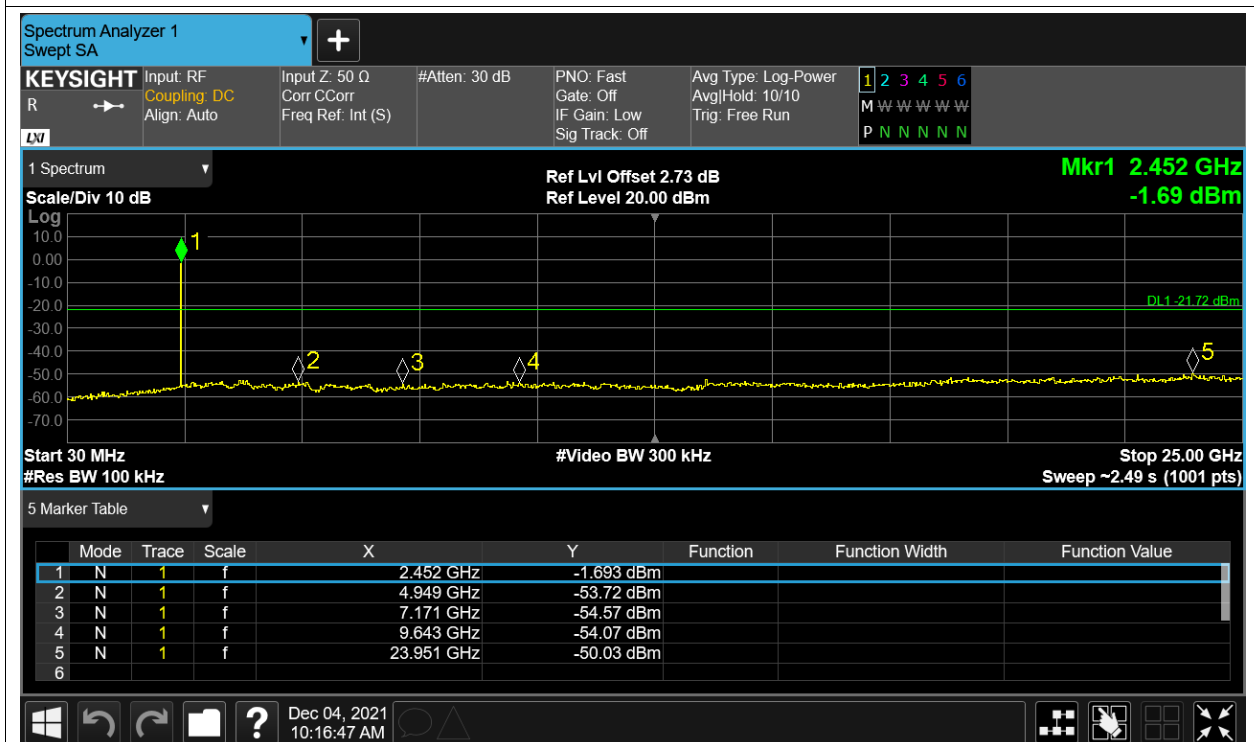 Spectrum Analyzer 1
Swept SA
+
KEYSIGHT Input: RF Input Z: 50 Ω #Atten: 30 dB PNO: Fast Avg Type: Log-Power 1 2 3 4 5 6
R Coupling: DC Corr CCorr Gate: Off Avg|Hold: 10/10 M W W W W W
Align: Auto Freq Ref: Int (S) IF Gain: Low Trig: Free Run
LXI Sig Track: Off P N N N N N N
1 Spectrum Ref Lvl Offset 2.73 dB Mkr1 2.452 GHz
Scale/Div 10 dB Ref Level 20.00 dBm -1.69 dBm
Log
10.0 1
0.00
-10.0
-20.0 DL1 -21.72 dBm
-30.0
-40.0 2 3 4 5
-50.0
-60.0
-70.0
Start 30 MHz #Video BW 300 kHz Stop 25.00 GHz
#Res BW 100 kHz Sweep ~2.49 s (1001 pts)
5 Marker Table
Mode Trace Scale X Y Function Function Width Function Value
1 N 1 f 2.452 GHz -1.693 dBm
2 N 1 f 4.949 GHz -53.72 dBm
3 N 1 f 7.171 GHz -54.57 dBm
4 N 1 f 9.643 GHz -54.07 dBm
5 N 1 f 23.951 GHz -50.03 dBm
6
? Dec 04, 2021
10:16:47 AM